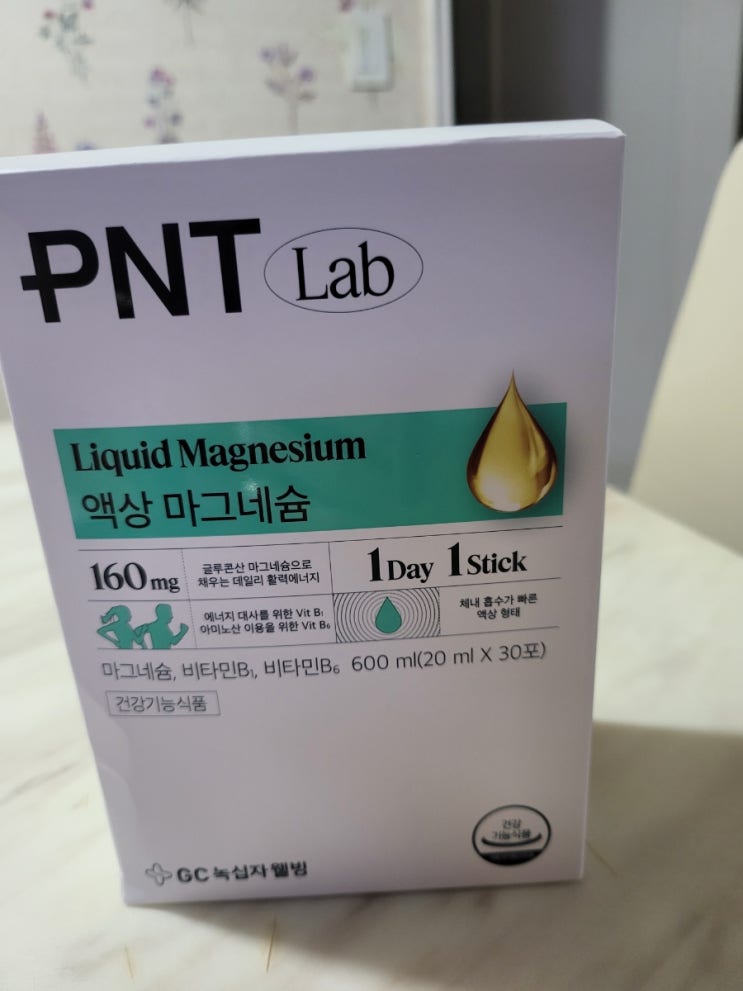 PNT Lab
Liquid Magnesium
액상 마그네슘
160mg
글루콘산 마그네슘으로
채우는 데일리 활력에너지
1Day 1Stick
에너지 대사를 위한 Vit B₁
아미노산 이용을 위한 Vit B₆
체내 흡수가 빠른
액상 형태
마그네슘, 비타민B₁, 비타민B₆ 600 ml(20 ml X 30포)
건강기능식품
건강
기능식품
GC녹십자웰빙